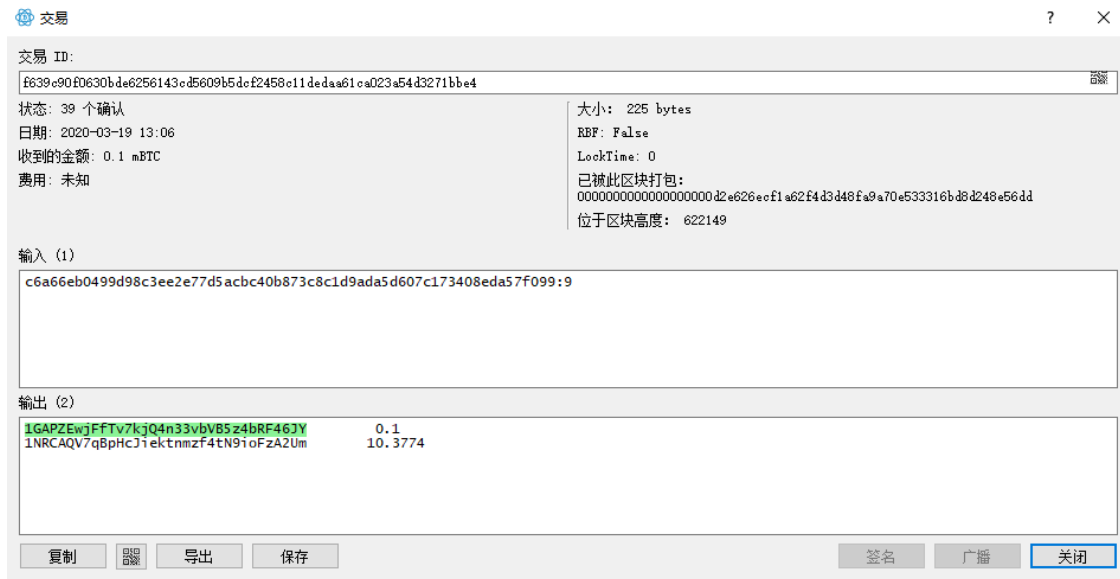 交易
?
交易 ID:
f639c90f0630bde6256143cd5609b5dcf2458c11dedaa61ca023a54d3271bbe4
状态: 39 个确认
日期: 2020-03-19 13:06
收到的金额: 0.1 mBTC
费用: 未知
大小: 225 bytes
RBF: False
LockTime: 0
已被此区块打包:
0000000000000000000d2e626ecf1a62f4d3d48fa9a70e533316bd8d248e56dd
位于区块高度: 622149
输入 (1)
c6a66eb0499d98c3ee2e77d5acbc40b873c8c1d9ada5d607c173408eda57f099:9
输出 (2)
1GAPZEwjFfTv7kjQ4n33vbVB5z4bRF46JY 0.1
1NRCAQV7qBpHcJiektnmzf4tN9ioFzA2Um 10.3774
复制
导出
保存
签名
广播
关闭